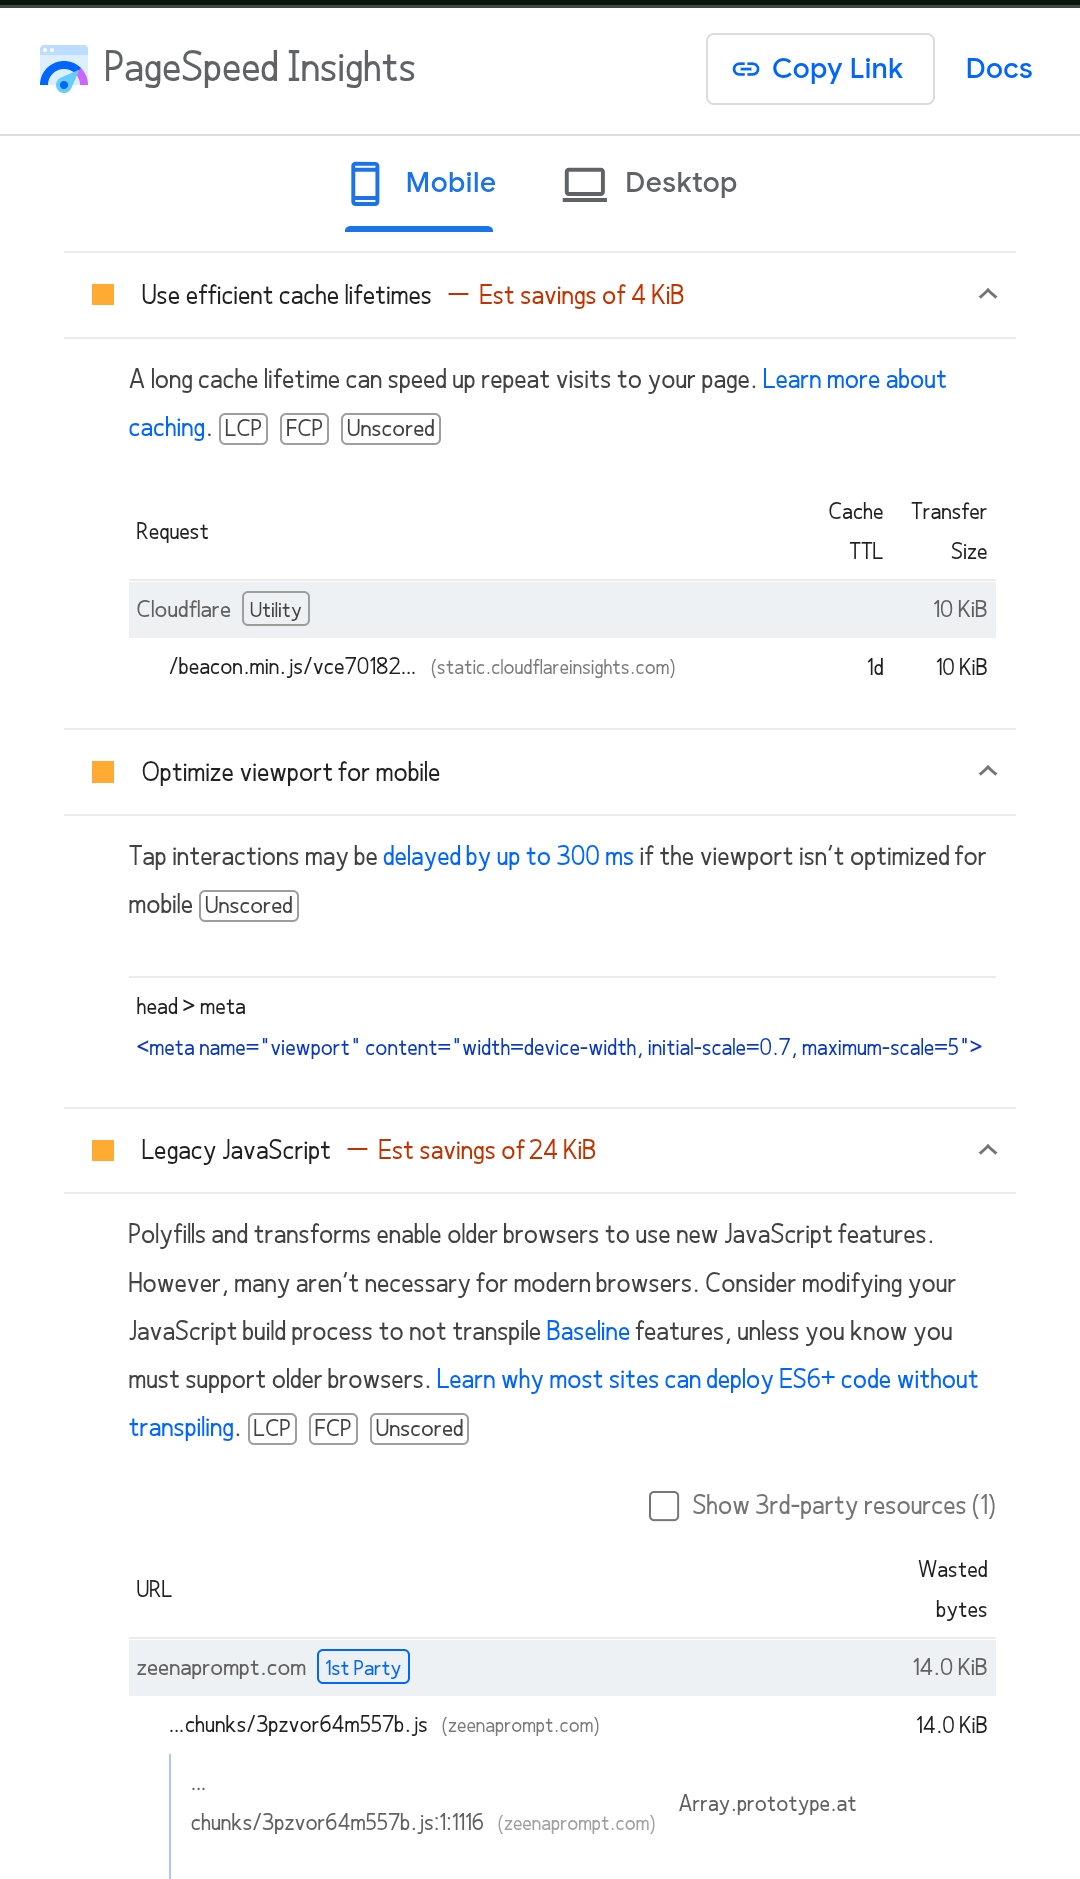 PageSpeed Insights
Copy Link
Docs
Mobile
Desktop
Use efficient cache lifetimes — Est savings of 4 KiB
A long cache lifetime can speed up repeat visits to your page. Learn more about
caching. LCP FCP Unscored
Request
Cache
TTL
Transfer
Size
Cloudflare Utility 10 KiB
/beacon.min.js/vce70182... (static.cloudflareinsights.com) 1d 10 KiB
Optimize viewport for mobile
Tap interactions may be delayed by up to 300 ms if the viewport isn't optimized for
mobile Unscored
head > meta
<meta name="viewport" content="width=device-width, initial-scale=0.7, maximum-scale=5">
Legacy JavaScript — Est savings of 24 KiB
Polyfills and transforms enable older browsers to use new JavaScript features.
However, many aren't necessary for modern browsers. Consider modifying your
JavaScript build process to not transpile Baseline features, unless you know you
must support older browsers. Learn why most sites can deploy ES6+ code without
transpiling. LCP FCP Unscored
Show 3rd-party resources (1)
URL
Wasted
bytes
zeenaprompt.com 1st Party 14.0 KiB
...chunks/3pzvor64m557b.js (zeenaprompt.com) 14.0 KiB
...
chunks/3pzvor64m557b.js:1:1116 (zeenaprompt.com)
Array.prototype.at